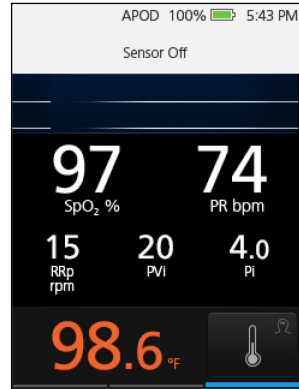 APOD 100% 5:43 PM
Sensor Off
97 74
SpO₂ % PR bpm
15 20 4.0
RRp PVi Pi
rpm
98.6 °F